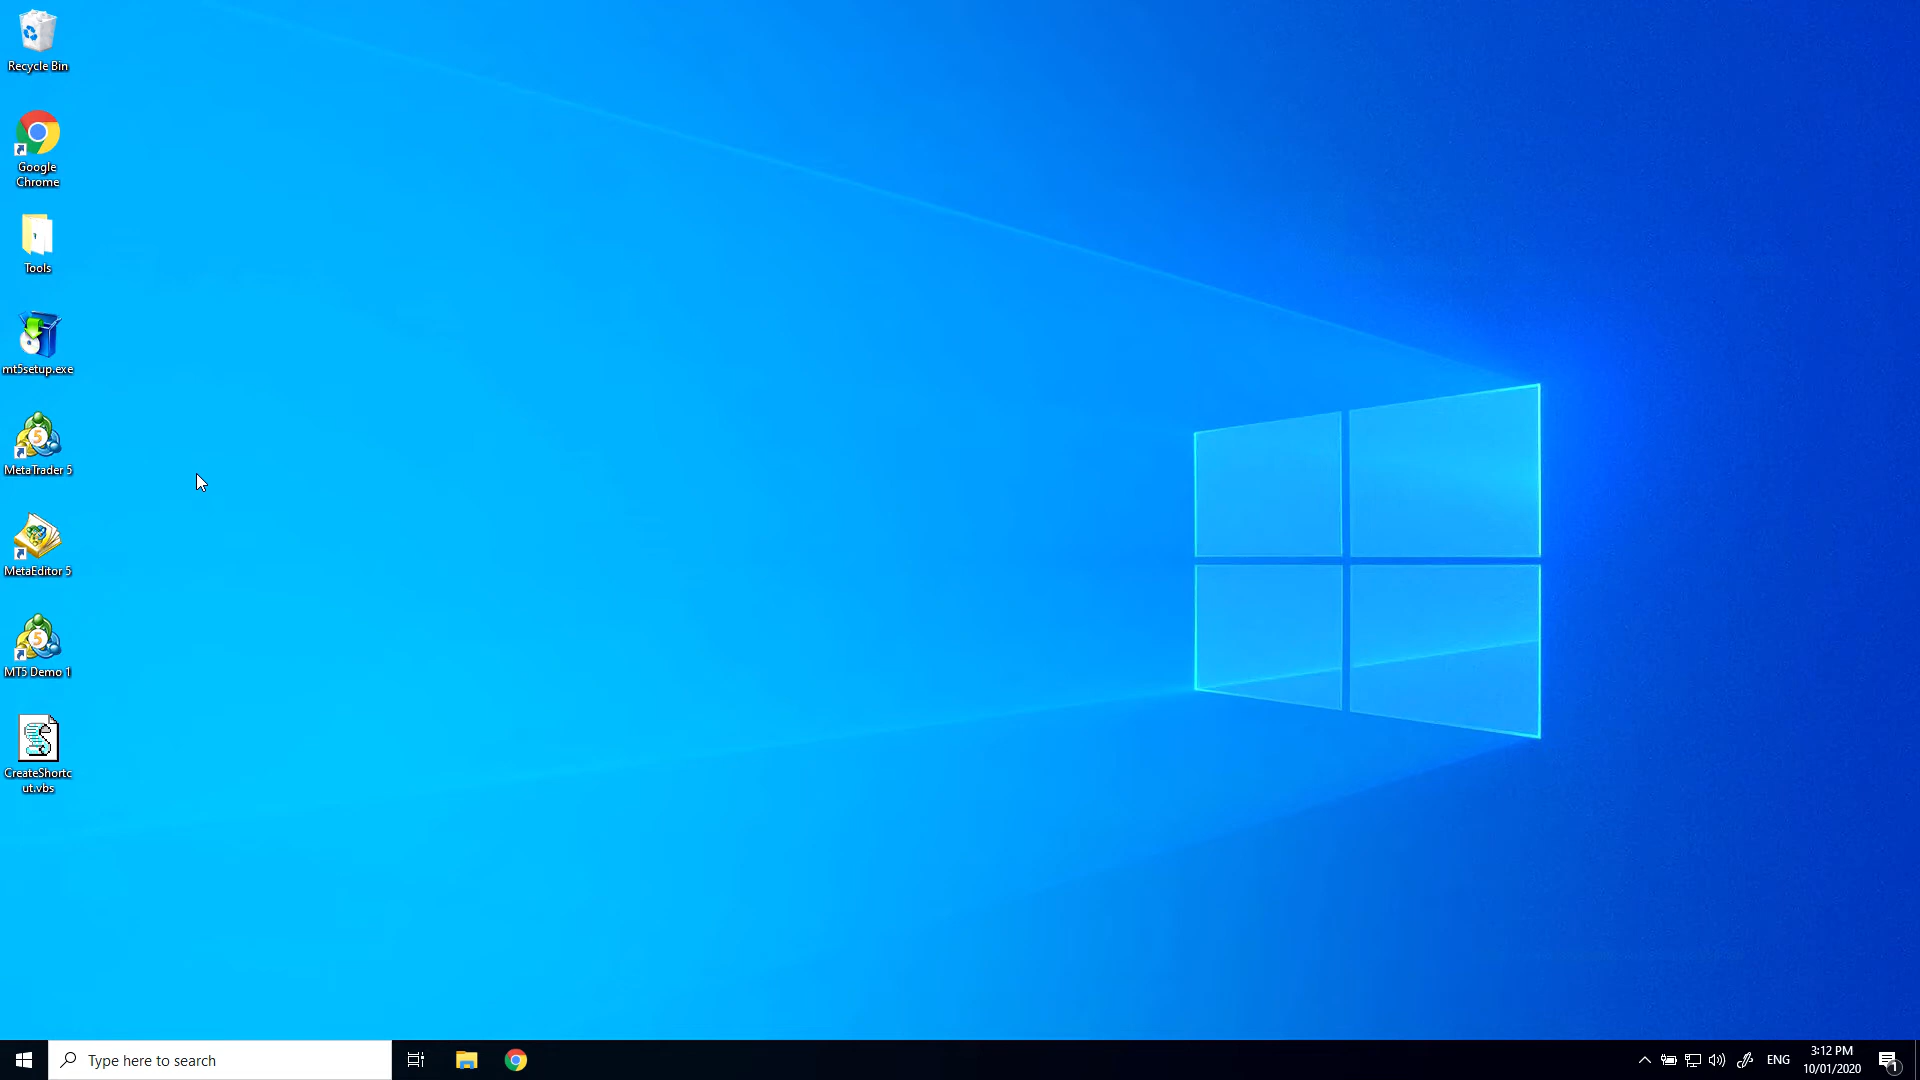 Recycle Bin
Google
Chrome
Tools
mt5setup.exe
MetaTrader 5
MetaEditor 5
MT5 Demo 1
CreateShortc
ut.vbs
Type here to search
ENG
3:12 PM
10/01/2020
1